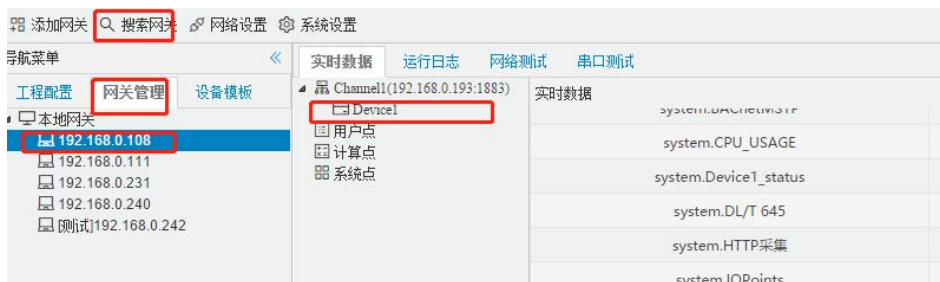 添加网关 搜索网关 网络设置 系统设置
导航菜单
工程配置 网关管理 设备模板
本地网关
192.168.0.108
192.168.0.111
192.168.0.231
192.168.0.240
[测试]192.168.0.242
实时数据 运行日志 网络测试 串口测试
Channel1(192.168.0.193:1883)
Device1
用户点
计算点
系统点
实时数据
system.BACnetMSTP
system.CPU_USAGE
system.Device1_status
system.DL/T 645
system.HTTP采集
system.IOPoints